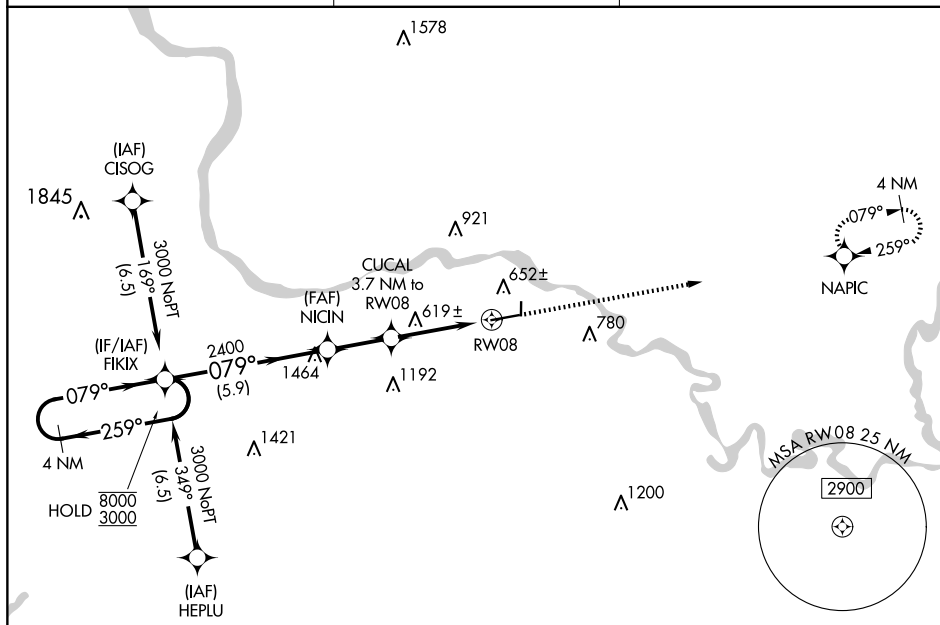 1578
(IAF)
CISOG
1845
4 NM
079°
259°
NAPIC
921
3000 NoPT
169°
(6.5)
CUCAL
3.7 NM to
RW08
652±
(FAF)
NICIN
619±
RW08
780
(IF/IAF)
FIKIX
2400
079°
(5.9)
1464
1192
079°
259°
4 NM
1421
HOLD
8000
3000
3000 NoPT
349°
(6.5)
MSA RW08 25 NM
2900
1200
(IAF)
HEPLU